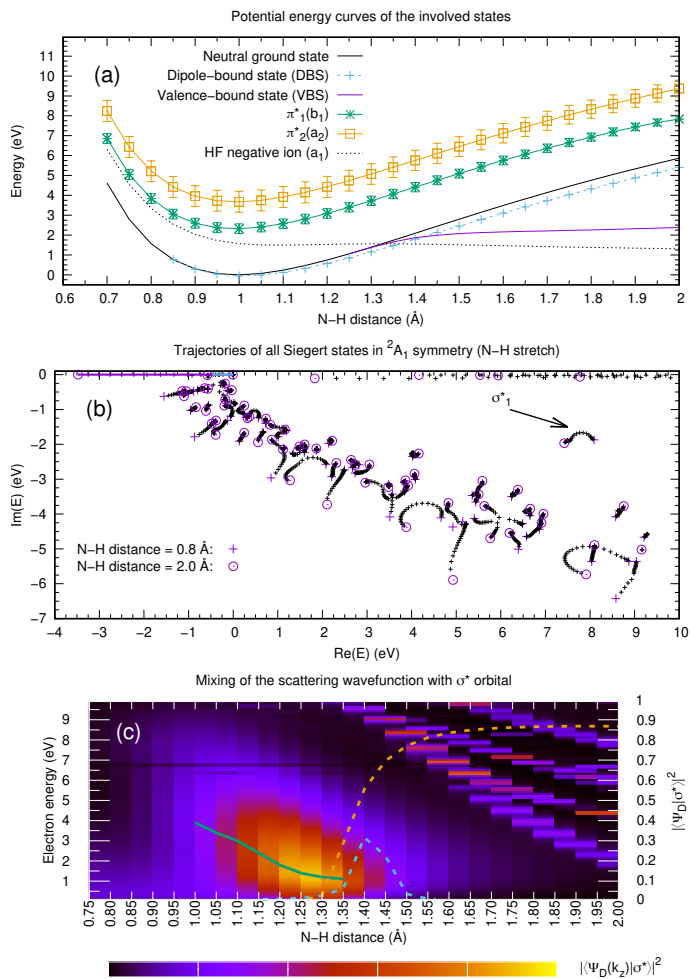 Potential energy curves of the involved states
11
10
9
8
7
6
5
4
3
2
1
0
Energy (eV)
(a)
Neutral ground state
Dipole−bound state (DBS)
Valence−bound state (VBS)
π*₁(b₁)
π*₂(a₂)
HF negative ion (a₁)
0.6 0.7 0.8 0.9 1 1.1 1.2 1.3 1.4 1.5 1.6 1.7 1.8 1.9 2
N−H distance (Å)
Trajectories of all Siegert states in ²A₁ symmetry (N−H stretch)
0
−1
−2
−3
−4
−5
−6
−7
Im(E) (eV)
(b)
σ*₁
N−H distance = 0.8 Å:
N−H distance = 2.0 Å:
−4 −3 −2 −1 0 1 2 3 4 5 6 7 8 9 10
Re(E) (eV)
Mixing of the scattering wavefunction with σ* orbital
9
8
7
6
5
4
3
2
1
Electron energy (eV)
(c)
1
0.9
0.8
0.7
0.6
0.5
0.4
0.3
0.2
0.1
0
|⟨Ψ_D|σ*⟩|²
0.75 0.80 0.85 0.90 0.95 1.00 1.05 1.10 1.15 1.20 1.25 1.30 1.35 1.40 1.45 1.50 1.55 1.60 1.65 1.70 1.75 1.80 1.85 1.90 1.95 2.00
N−H distance (Å)
|⟨Ψ_D(k_z)|σ*⟩|²